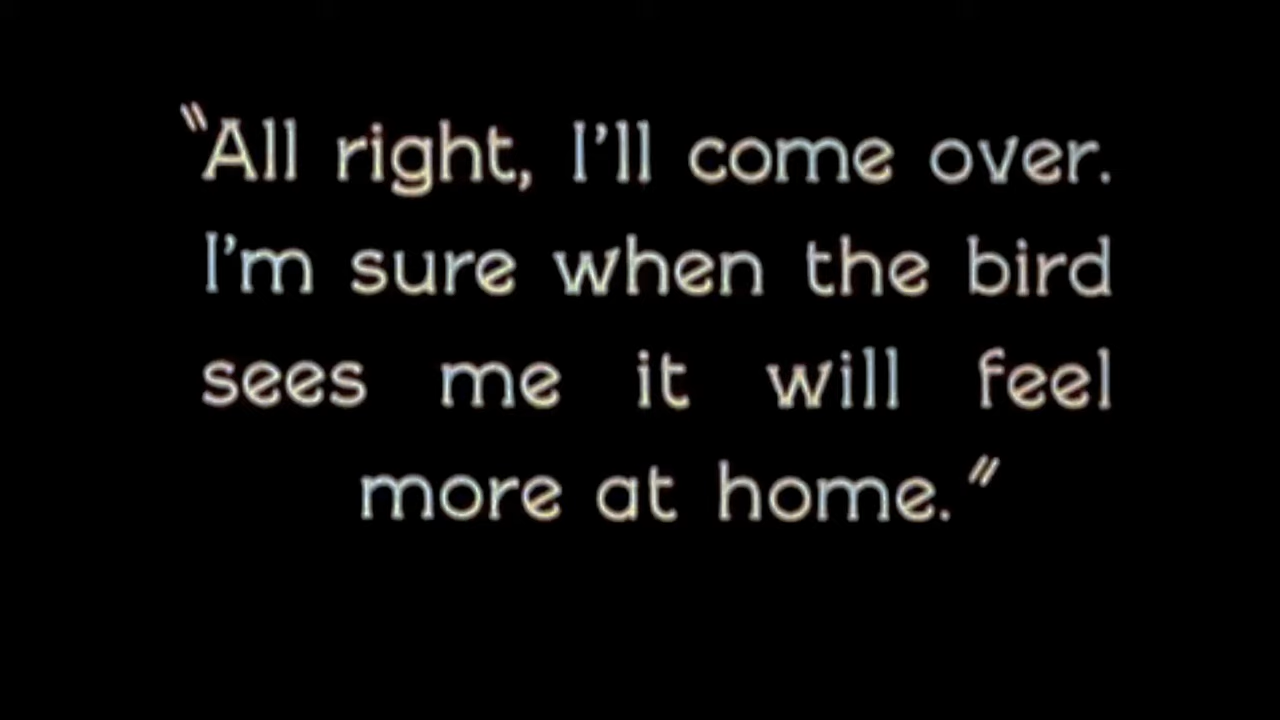 "All right, I'll come over.
I'm sure when the bird
sees me it will feel
more at home."